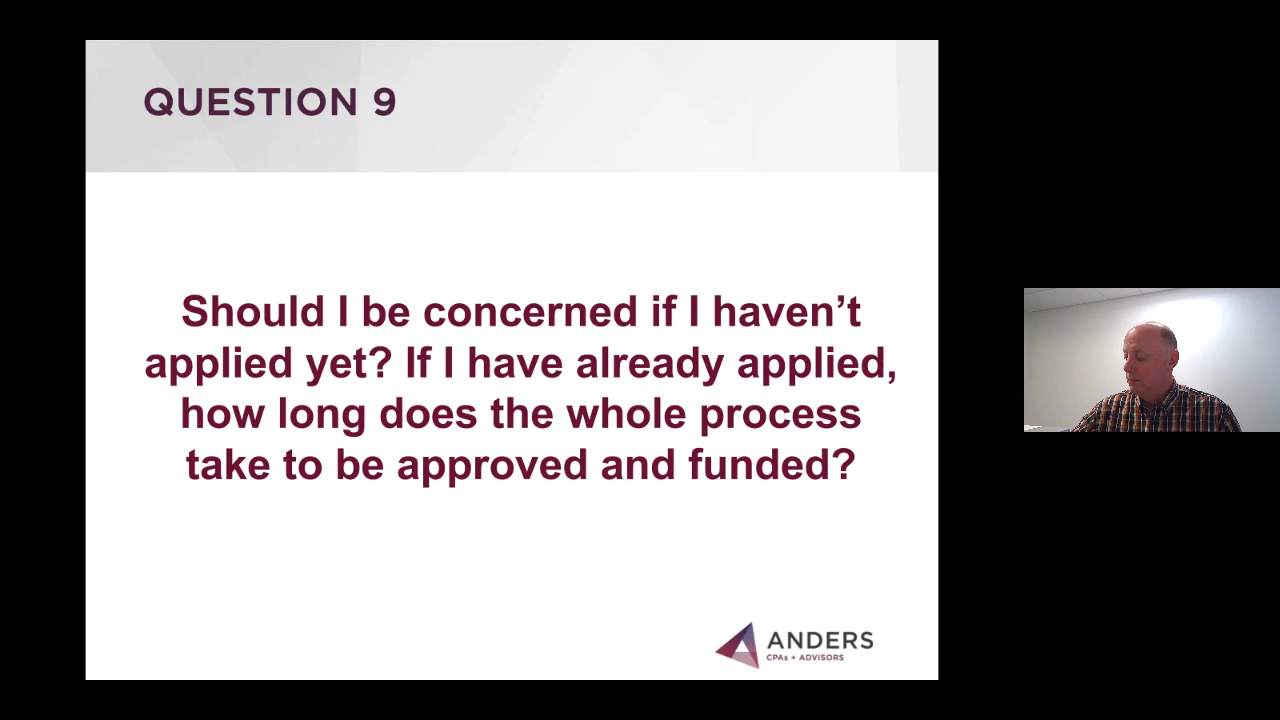 QUESTION 9
Should I be concerned if I haven’t
applied yet? If I have already applied,
how long does the whole process
take to be approved and funded?
ANDERS
CPAs + ADVISORS